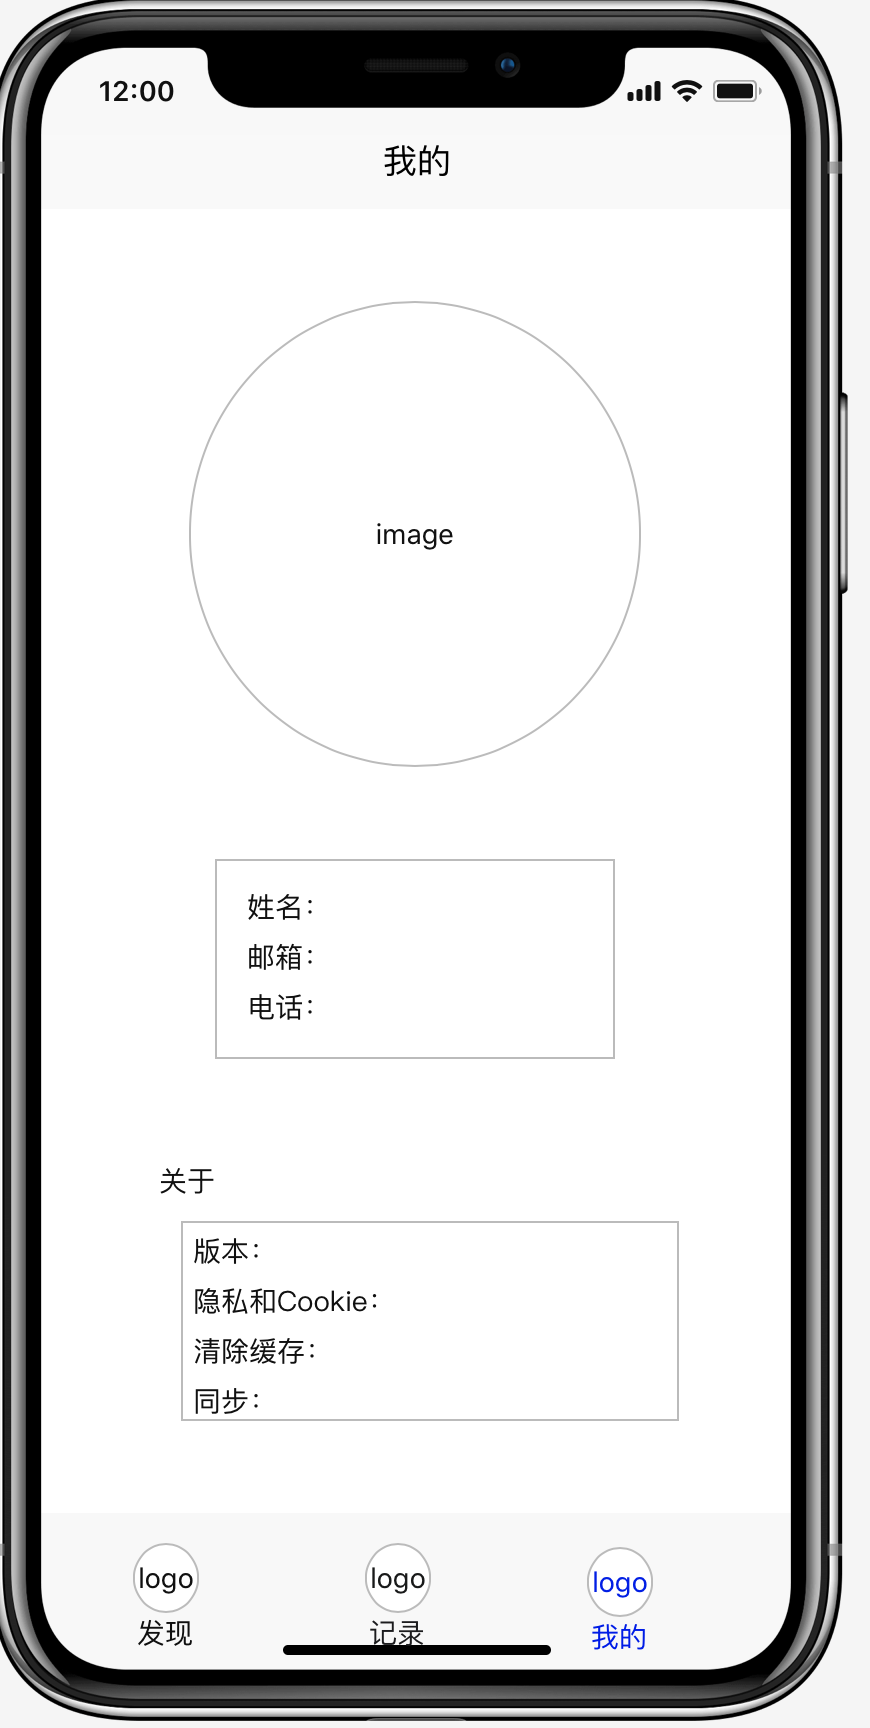 12:00
我的
image
姓名：
邮箱：
电话：
关于
版本：
隐私和Cookie：
清除缓存：
同步：
logo logo logo
发现 记录 我的